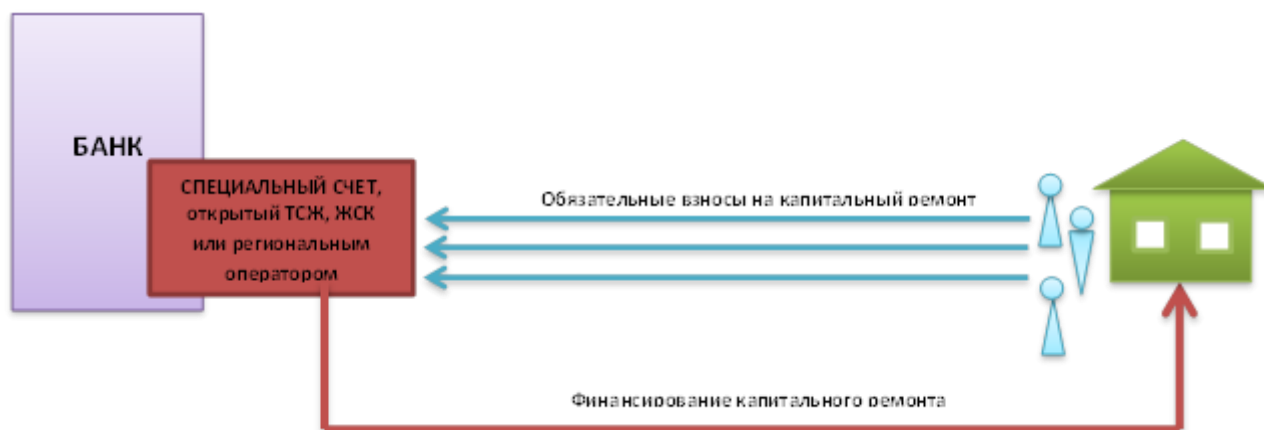 БАНК
СПЕЦИАЛЬНЫЙ СЧЕТ,
открытый ТСЖ, ЖСК
или региональным
оператором
Обязательные взносы на капитальный ремонт
Финансирование капитального ремонта